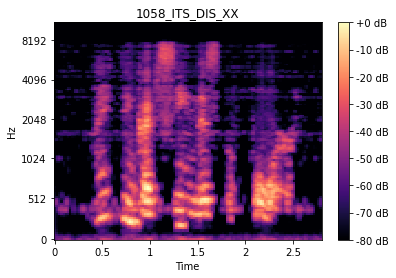 1058_ITS_DIS_XX
+0 dB
8192
-10 dB
4096
-20 dB
-30 dB
2048
-40 dB
Hz
1024
-50 dB
512
-60 dB
-70 dB
0
-80 dB
0 0.5 1 1.5 2 2.5
Time